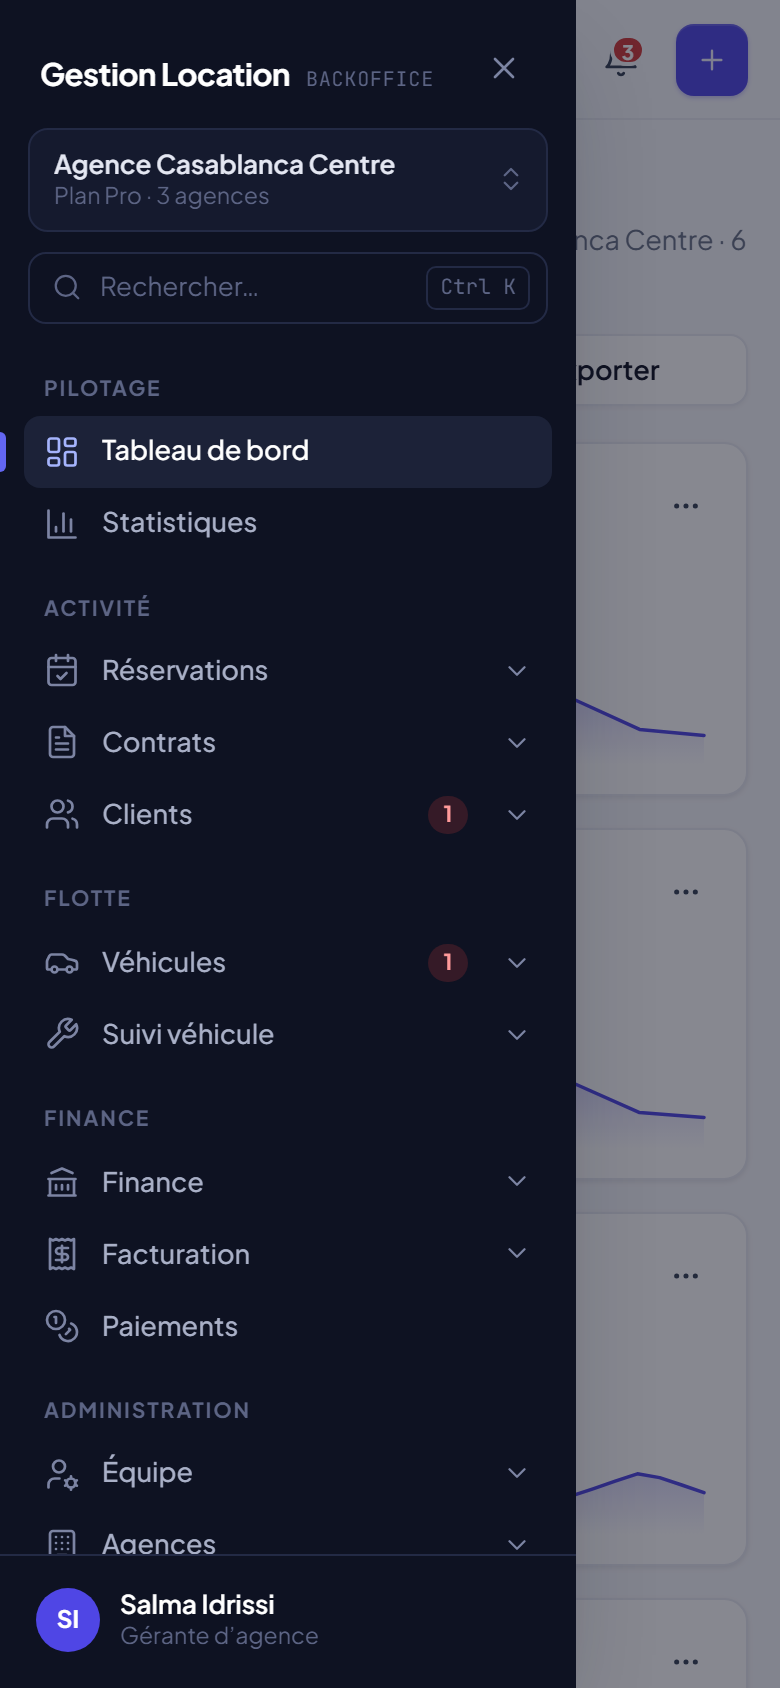 Gestion Location BACKOFFICE
3
Agence Casablanca Centre
Plan Pro · 3 agences
nca Centre · 6
Rechercher…
Ctrl K
porter
PILOTAGE
Tableau de bord
Statistiques
ACTIVITÉ
Réservations
Contrats
Clients 1
FLOTTE
Véhicules 1
Suivi véhicule
FINANCE
Finance
Facturation
Paiements
ADMINISTRATION
Équipe
Agences
SI
Salma Idrissi
Gérante d’agence